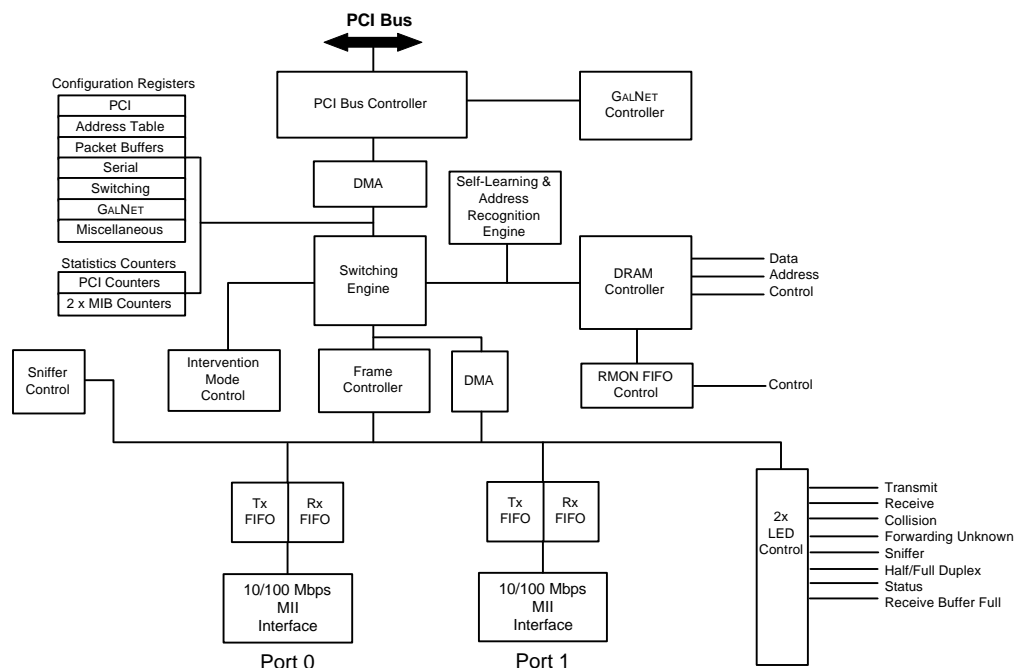 PCI Bus
Configuration Registers
PCI
Address Table
Packet Buffers
Serial
Switching
GALNET
Miscellaneous
Statistics Counters
PCI Counters
2 x MIB Counters
PCI Bus Controller
GALNET
Controller
DMA
Self-Learning &
Address
Recognition
Engine
Switching
Engine
DRAM
Controller
Data
Address
Control
Sniffer
Control
Intervention
Mode
Control
Frame
Controller
DMA
RMON FIFO
Control
Control
Tx
FIFO
Rx
FIFO
Tx
FIFO
Rx
FIFO
2x
LED
Control
Transmit
Receive
Collision
Forwarding Unknown
Sniffer
Half/Full Duplex
Status
Receive Buffer Full
10/100 Mbps
MII
Interface
10/100 Mbps
MII
Interface
Port 0
Port 1